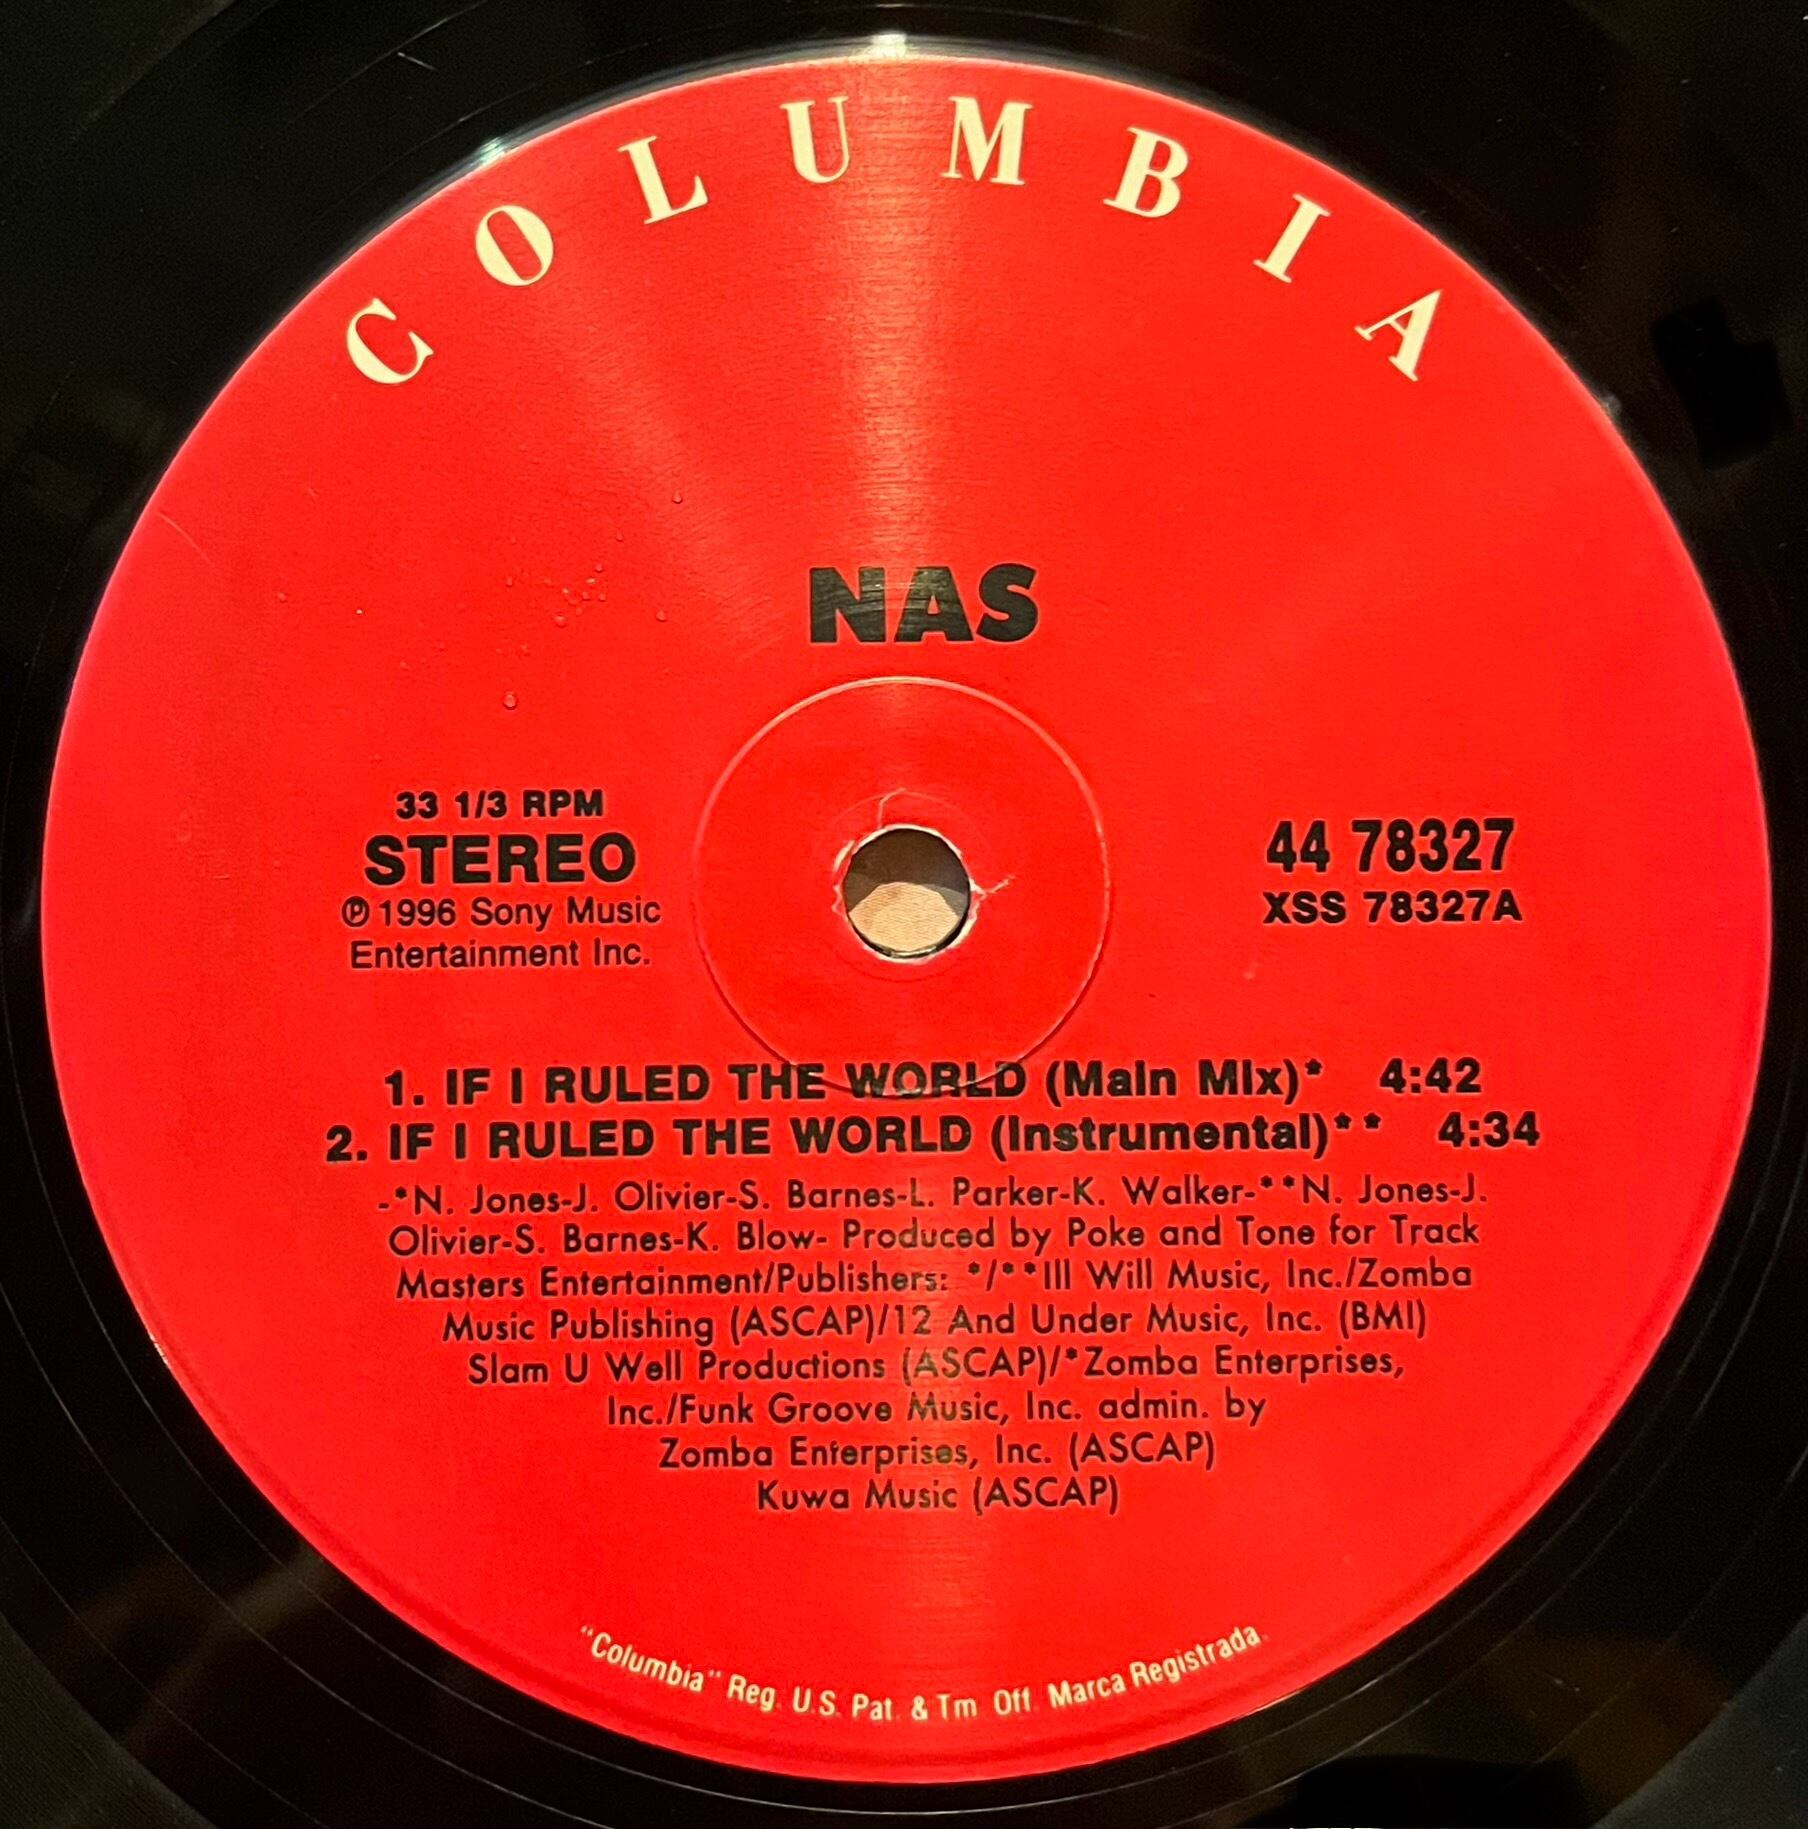 COLUMBIA
NAS
33 1/3 RPM
STEREO
℗ 1996 Sony Music
Entertainment Inc.
44 78327
XSS 78327A
1. IF I RULED THE WORLD (Main Mix)* 4:42
2. IF I RULED THE WORLD (Instrumental)** 4:34
-*N. Jones-J. Olivier-S. Barnes-L. Parker-K. Walker-**N. Jones-J.
Olivier-S. Barnes-K. Blow- Produced by Poke and Tone for Track
Masters Entertainment/Publishers: */**Ill Will Music, Inc./Zomba
Music Publishing (ASCAP)/12 And Under Music, Inc. (BMI)
Slam U Well Productions (ASCAP)/*Zomba Enterprises,
Inc./Funk Groove Music, Inc. admin. by
Zomba Enterprises, Inc. (ASCAP)
Kuwa Music (ASCAP)
"Columbia" Reg. U.S. Pat. & Tm Off. Marca Registrada.